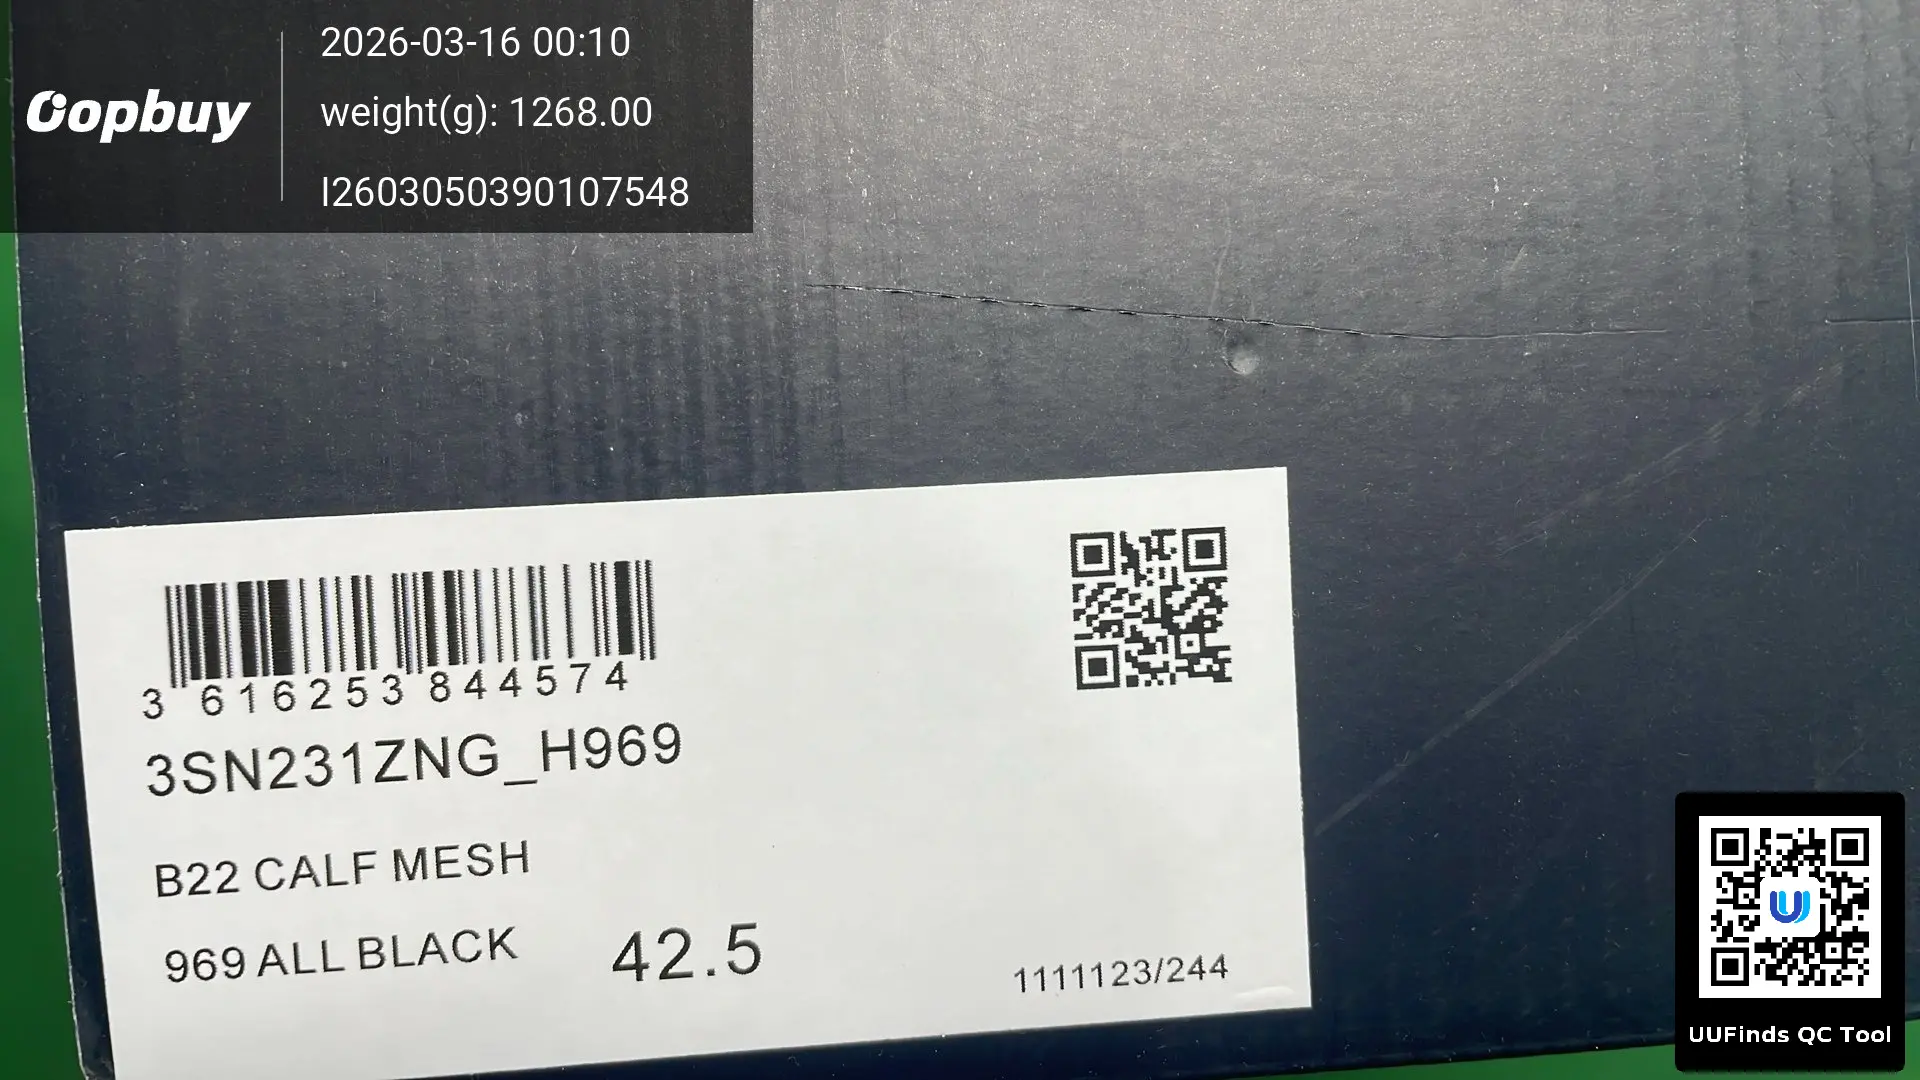 Oopbuy
2026-03-16 00:10
weight(g): 1268.00
I2603050390107548
3 616253 844574
3SN231ZNG_H969
B22 CALF MESH
969 ALL BLACK 42.5
1111123/244
UUFinds QC Tool